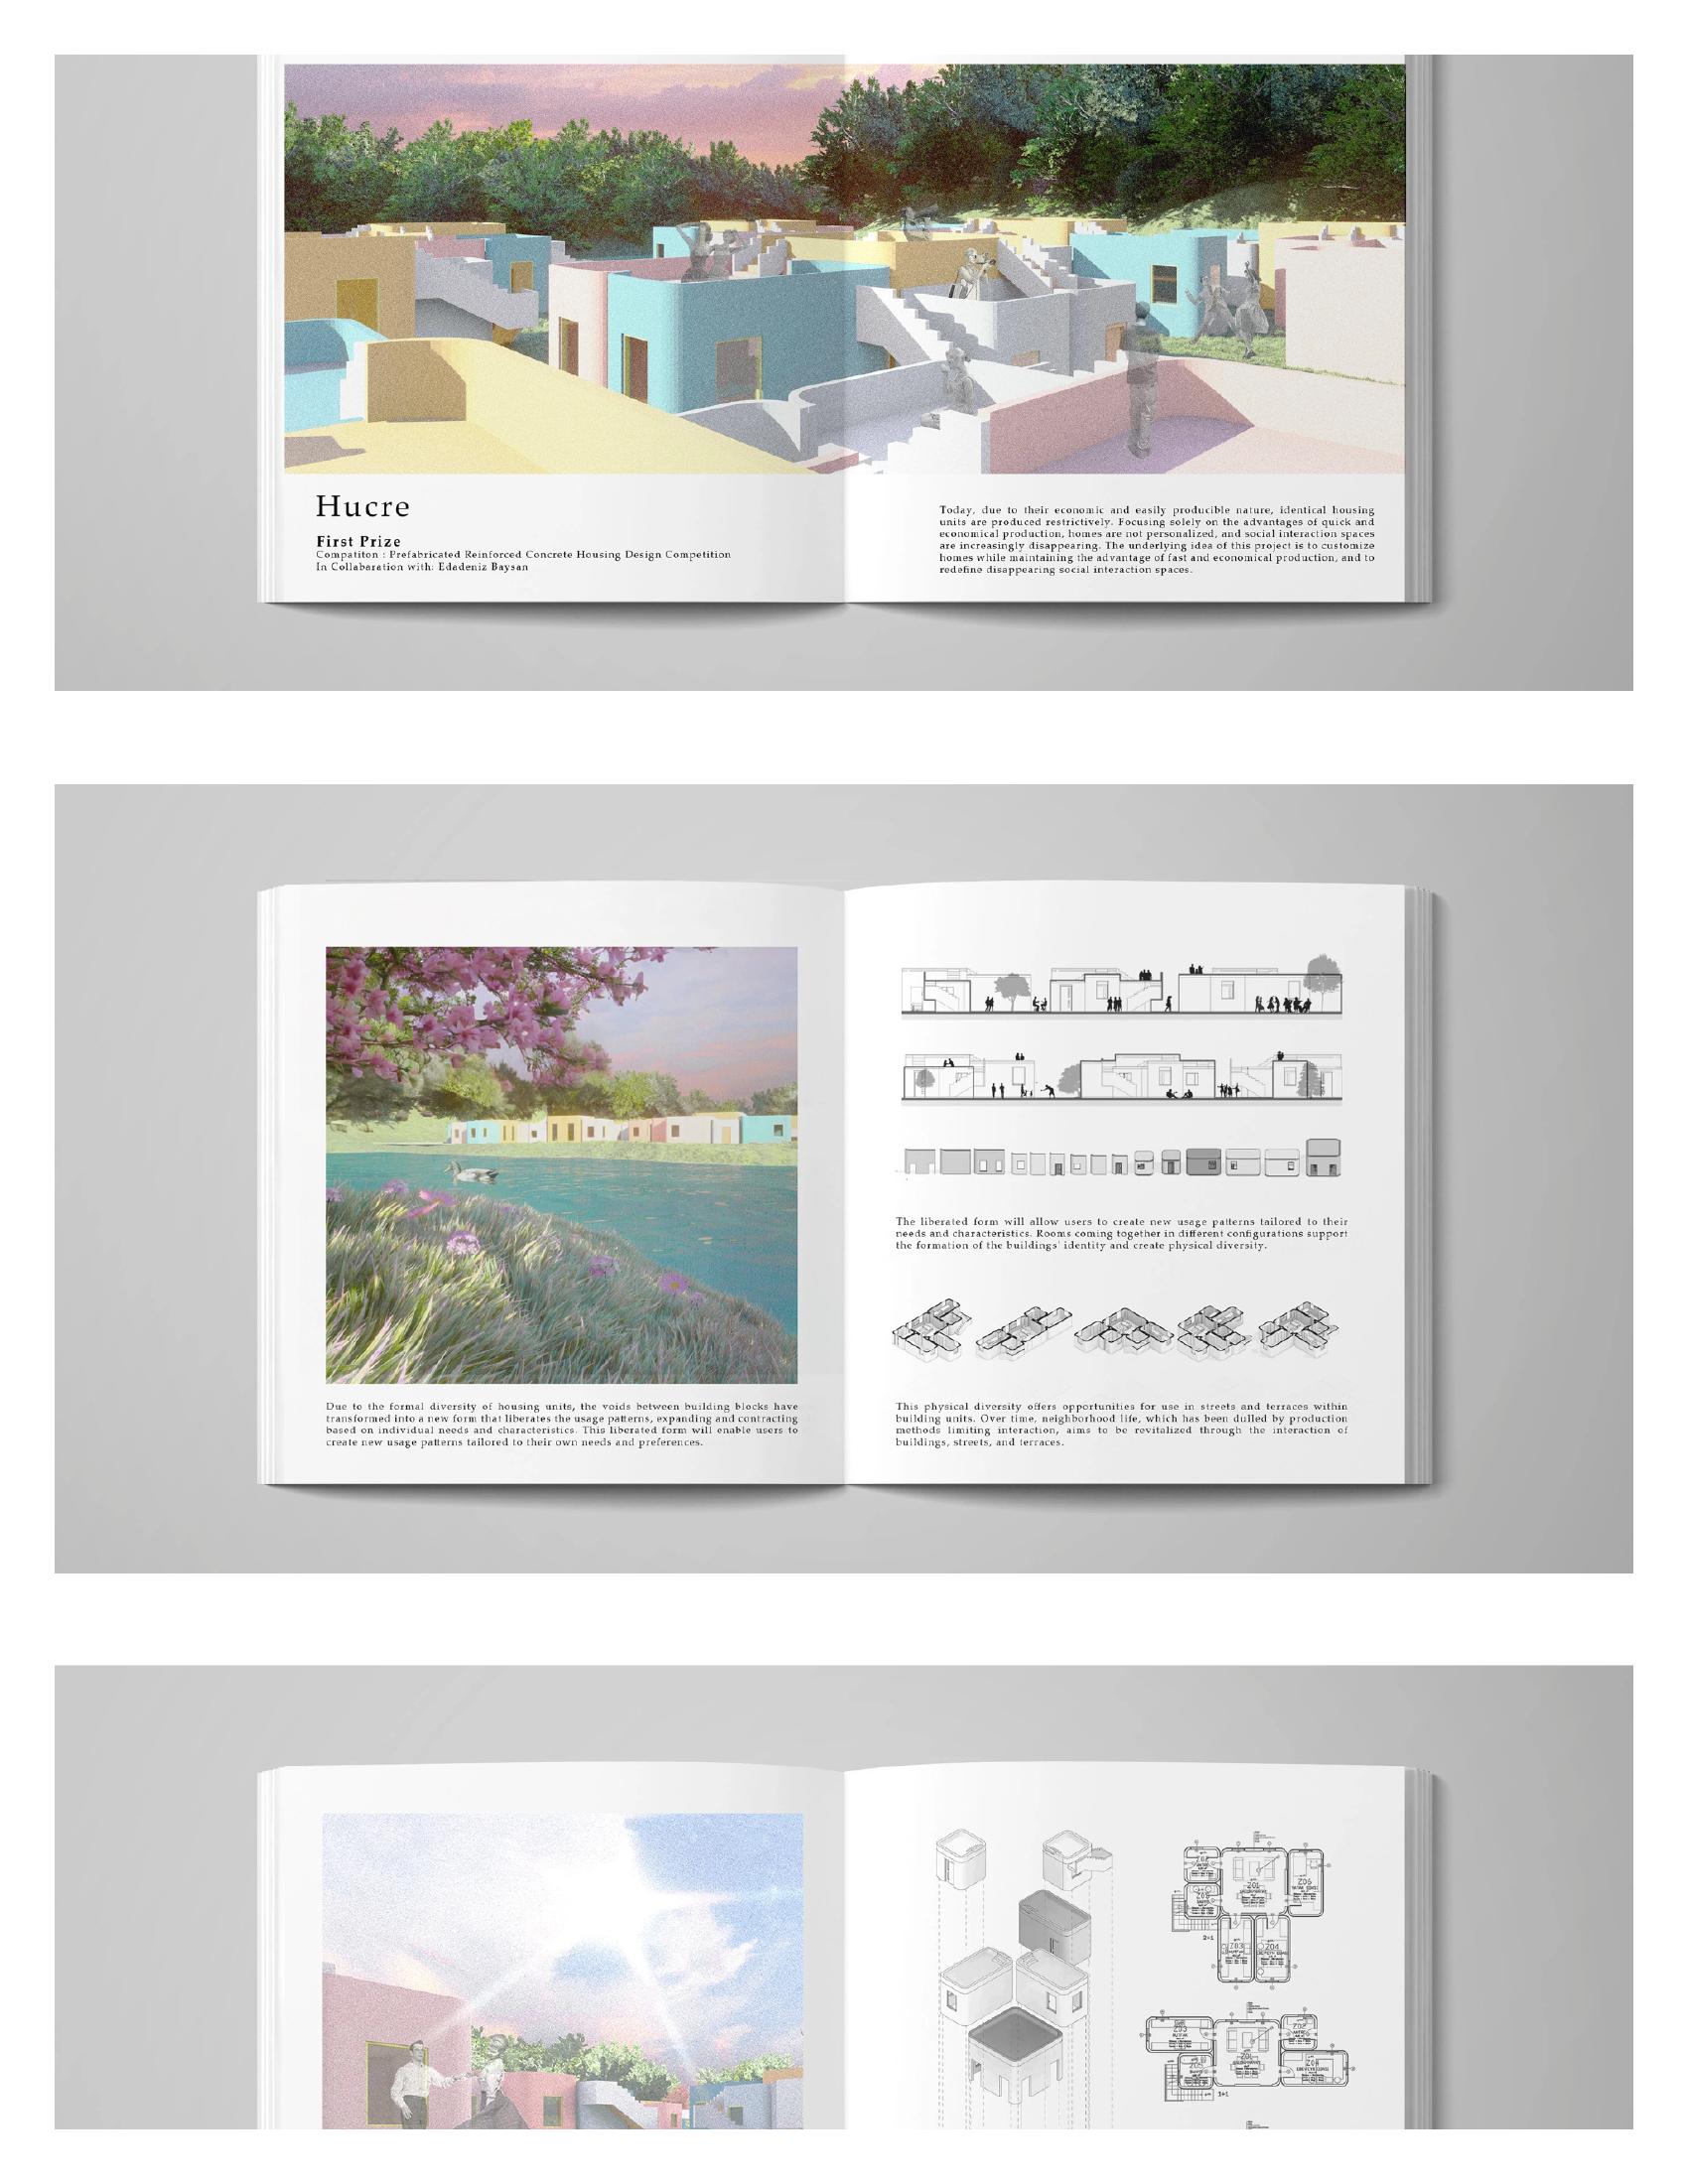 Hucre
First Prize
Compatiton : Prefabricated Reinforced Concrete Housing Design Competition
In Collabaration with: Edadeniz Baysan
Today, due to their economic and easily producible nature, identical housing
units are produced restrictively. Focusing solely on the advantages of quick and
economical production, homes are not personalized, and social interaction spaces
are increasingly disappearing. The underlying idea of this project is to customize
homes while maintaining the advantage of fast and economical production, and to
redefine disappearing social interaction spaces.
Due to the formal diversity of housing units, the voids between building blocks have
transformed into a new form that liberates the usage patterns, expanding and contracting
based on individual needs and characteristics. This liberated form will enable users to
create new usage patterns tailored to their own needs and preferences.
The liberated form will allow users to create new usage patterns tailored to their
needs and characteristics. Rooms coming together in different configurations support
the formation of the buildings' identity and create physical diversity.
This physical diversity offers opportunities for use in streets and terraces within
building units. Over time, neighborhood life, which has been dulled by production
methods limiting interaction, aims to be revitalized through the interaction of
buildings, streets, and terraces.
Z01
Z06
Z05
2+1
Z03
Z04
Z03
Z02
Z01
Z05
Z04
2+1